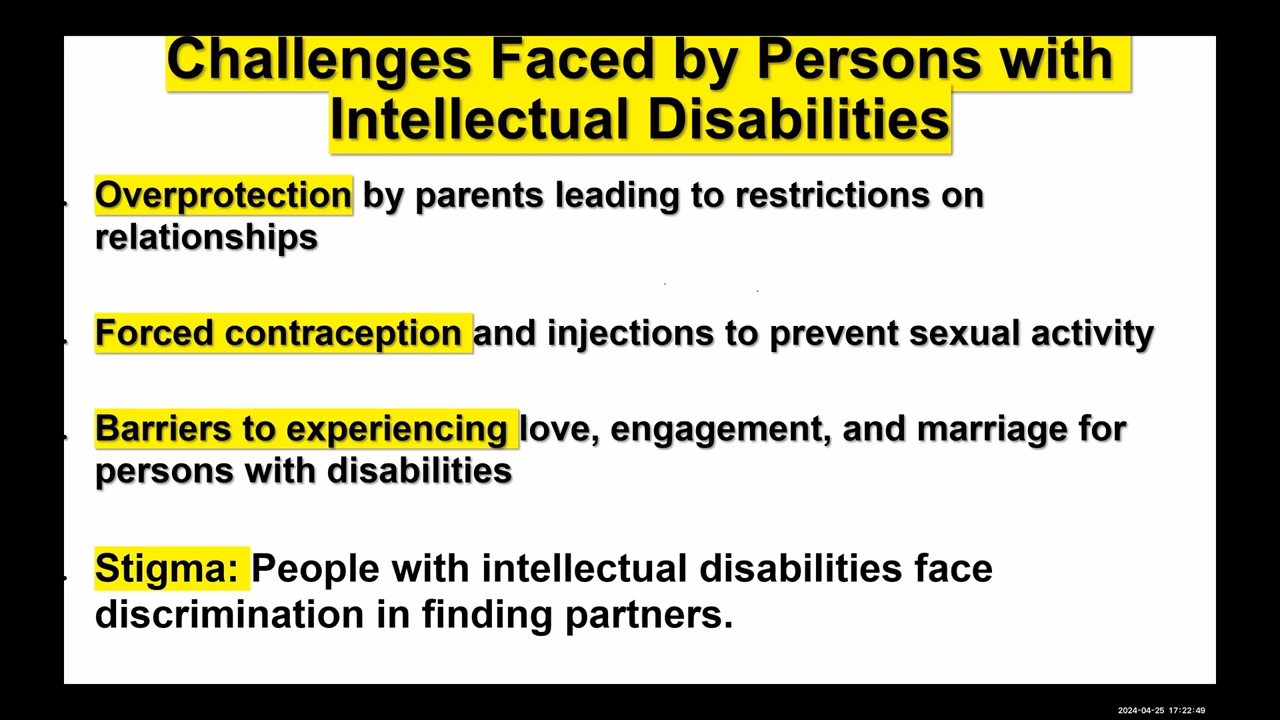 Challenges Faced by Persons with
Intellectual Disabilities
Overprotection by parents leading to restrictions on
relationships
Forced contraception and injections to prevent sexual activity
Barriers to experiencing love, engagement, and marriage for
persons with disabilities
Stigma: People with intellectual disabilities face
discrimination in finding partners.
2024-04-25 17:22:49